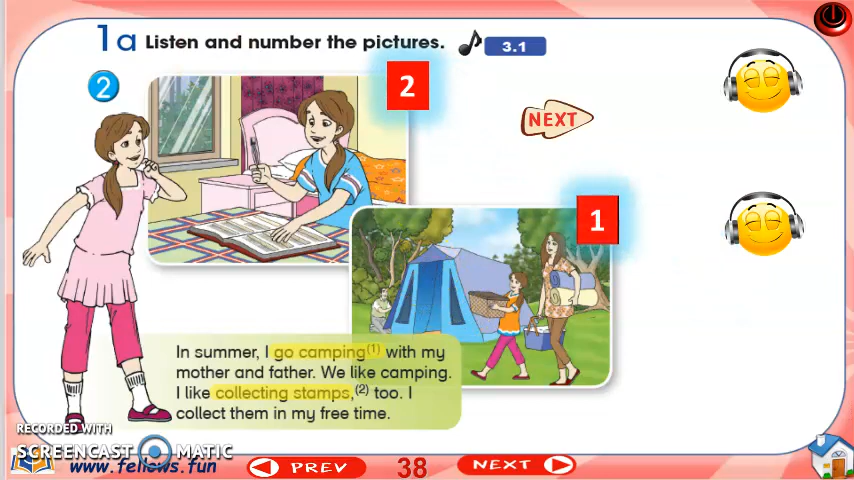 1a Listen and number the pictures. 3.1
2
2
NEXT
1
In summer, I go camping(1) with my
mother and father. We like camping.
I like collecting stamps,(2) too. I
collect them in my free time.
RECORDED WITH
SCREENCAST MATIC
www.fellows.fun
PREV
38
NEXT